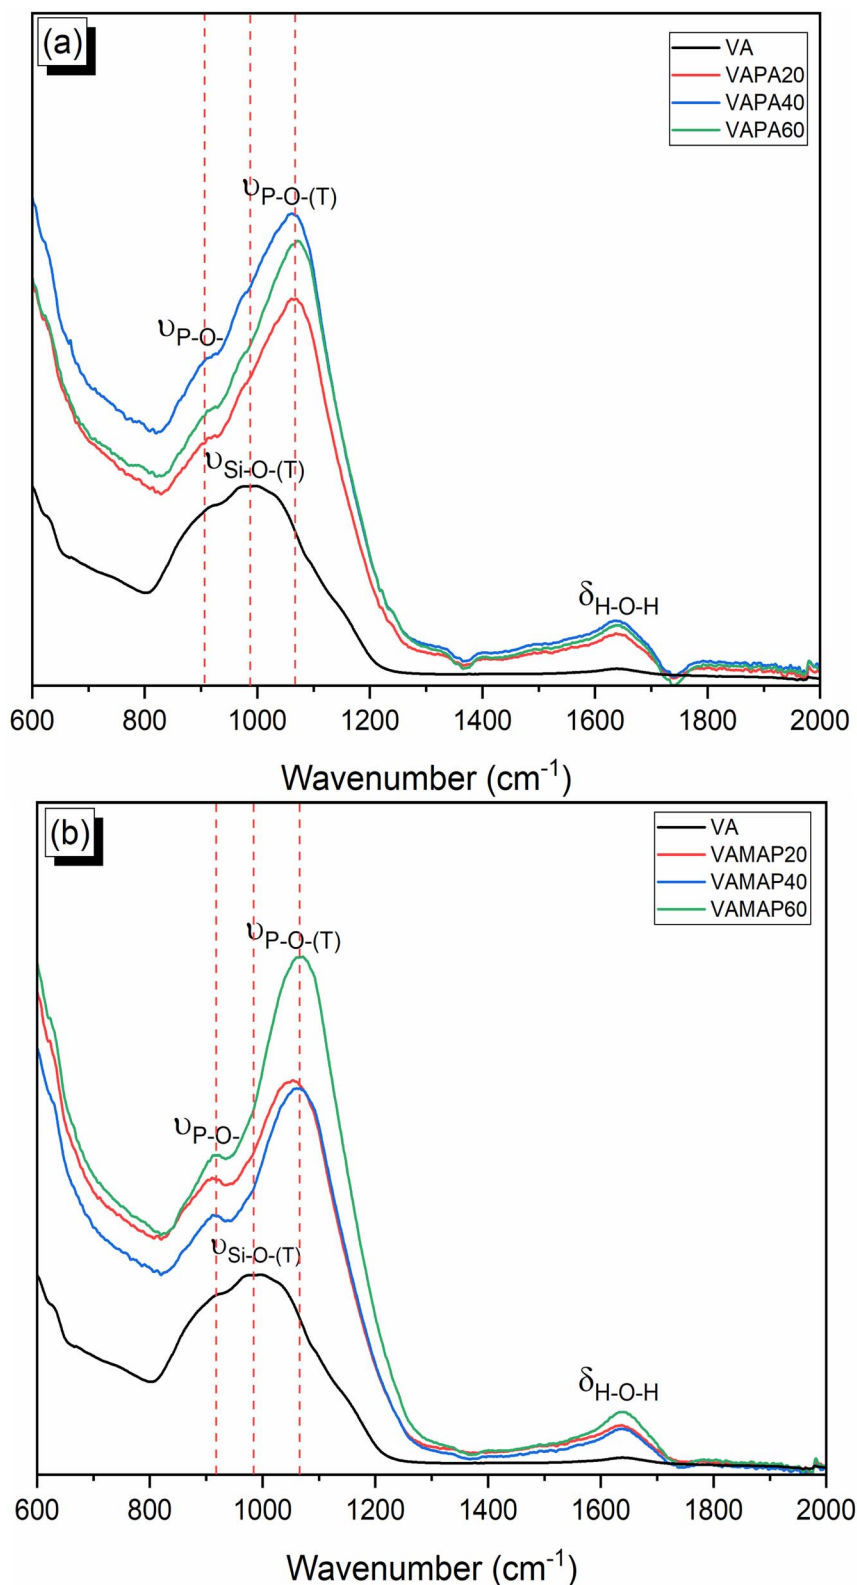 (a)
VA
VAPA20
VAPA40
VAPA60
υP-O-(T)
υP-O-
υSi-O-(T)
δH-O-H
600 800 1000 1200 1400 1600 1800 2000
Wavenumber (cm-1)
(b)
VA
VAMAP20
VAMAP40
VAMAP60
υP-O-(T)
υP-O-
υSi-O-(T)
δH-O-H
600 800 1000 1200 1400 1600 1800 2000
Wavenumber (cm-1)